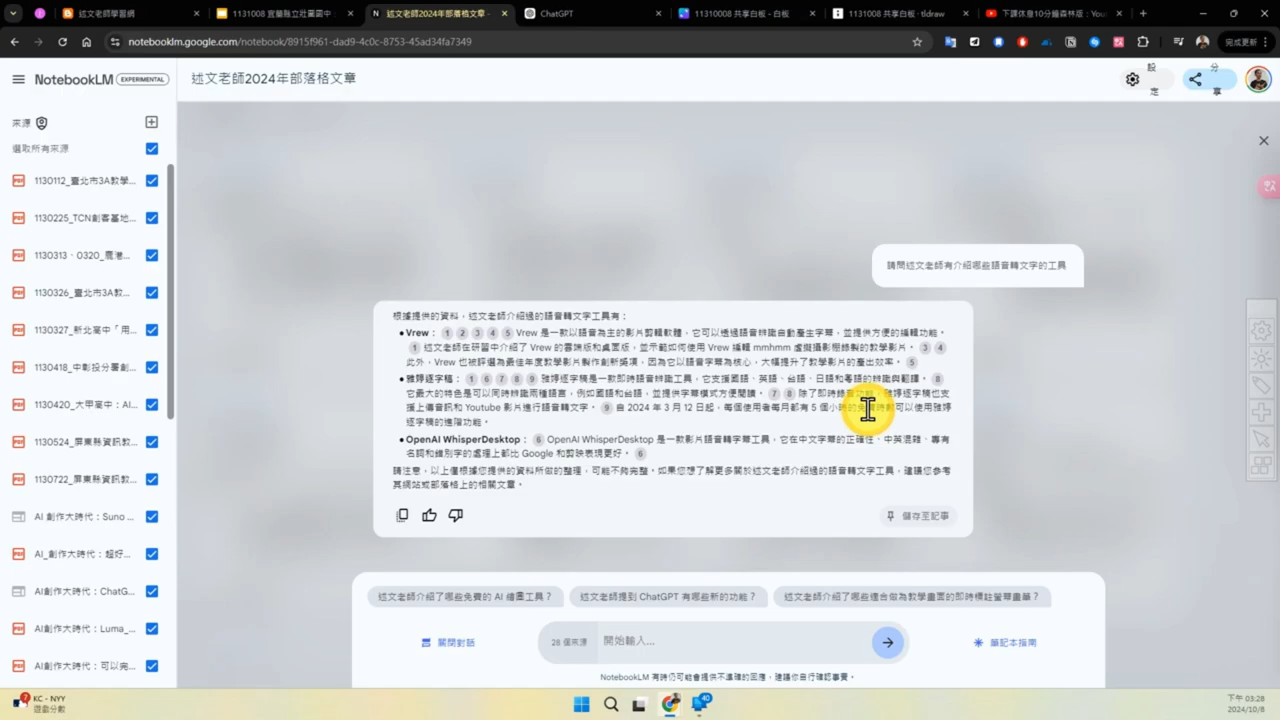 述文老師學習網
1131008 宜蘭縣立壯圍國中
述文老師2024年部落格文章 -
ChatGPT
11310008 共享白板 - 白板
1131008 共享白板 - tldraw
下課休息10分鐘森林版：You
notebooklm.google.com/notebook/8915f961-dad9-4c0c-8753-45ad34fa7349
完成更新
NotebookLM EXPERIMENTAL
述文老師2024年部落格文章
設定
分享
來源
選取所有來源
1130112_臺北市3A教學...
1130225_TCN創客基地...
1130313、0320_鹿港...
1130326_臺北市3A教...
1130327_新北高中「用...
1130418_中彰投分署創...
1130420_大甲高中：AI...
1130524_屏東縣資訊教...
1130722_屏東縣資訊教...
AI 創作大時代：Suno ...
AI_創作大時代：超好...
AI創作大時代：ChatG...
AI創作大時代：Luma_...
AI創作大時代：可以完...
請問述文老師有介紹哪些語音轉文字的工具
根據提供的資料，述文老師介紹過的語音轉文字工具有：
• Vrew： 1 2 3 4 5 Vrew 是一款以語音為主的影片剪輯軟體，它可以透過語音辨識自動產生字幕，並提供方便的編輯功能。
1 述文老師在研習中介紹了 Vrew 的雲端版和桌面版，並示範如何使用 Vrew 編輯 mmhmm 虛擬攝影棚錄製的教學影片。 3 4
此外，Vrew 也被評選為最佳年度教學影片製作創新獎項，因為它以語音字幕為核心，大幅提升了教學影片的產出效率。 5
• 雅婷逐字稿： 1 6 7 8 9 雅婷逐字稿是一款即時語音辨識工具，它支援國語、英語、台語、日語和粵語的辨識與翻譯。 8
它最大的特色是可以同時辨識兩種語言，例如國語和台語，並提供字幕模式方便閱讀。 7 8 除了即時錄音功能，雅婷逐字稿也支
援上傳音訊和 Youtube 影片進行語音轉文字。 9 自 2024 年 3 月 12 日起，每個使用者每月都有 5 個小時的免費時數可以使用雅婷
逐字稿的進階功能。
• OpenAI WhisperDesktop： 6 OpenAI WhisperDesktop 是一款影片語音轉字幕工具，它在中文字幕的正確性、中英混雜、專有
名詞和錯別字的處理上都比 Google 和剪映表現更好。 6
請注意，以上僅根據您提供的資料所做的整理，可能不夠完整。如果您想了解更多關於述文老師介紹過的語音轉文字工具，建議您參考
其網站或部落格上的相關文章。
儲存至記事
述文老師介紹了哪些免費的 AI 繪圖工具？
述文老師提到 ChatGPT 有哪些新的功能？
述文老師介紹了哪些適合做為教學畫面的即時標註螢幕畫筆？
關閉對話
28 個來源
開始輸入...
筆記本指南
NotebookLM 有時仍可能會提供不準確的回應，建議你自行確認事實。
7
KC - NYY
遊戲分數
40
下午 03:28
2024/10/8